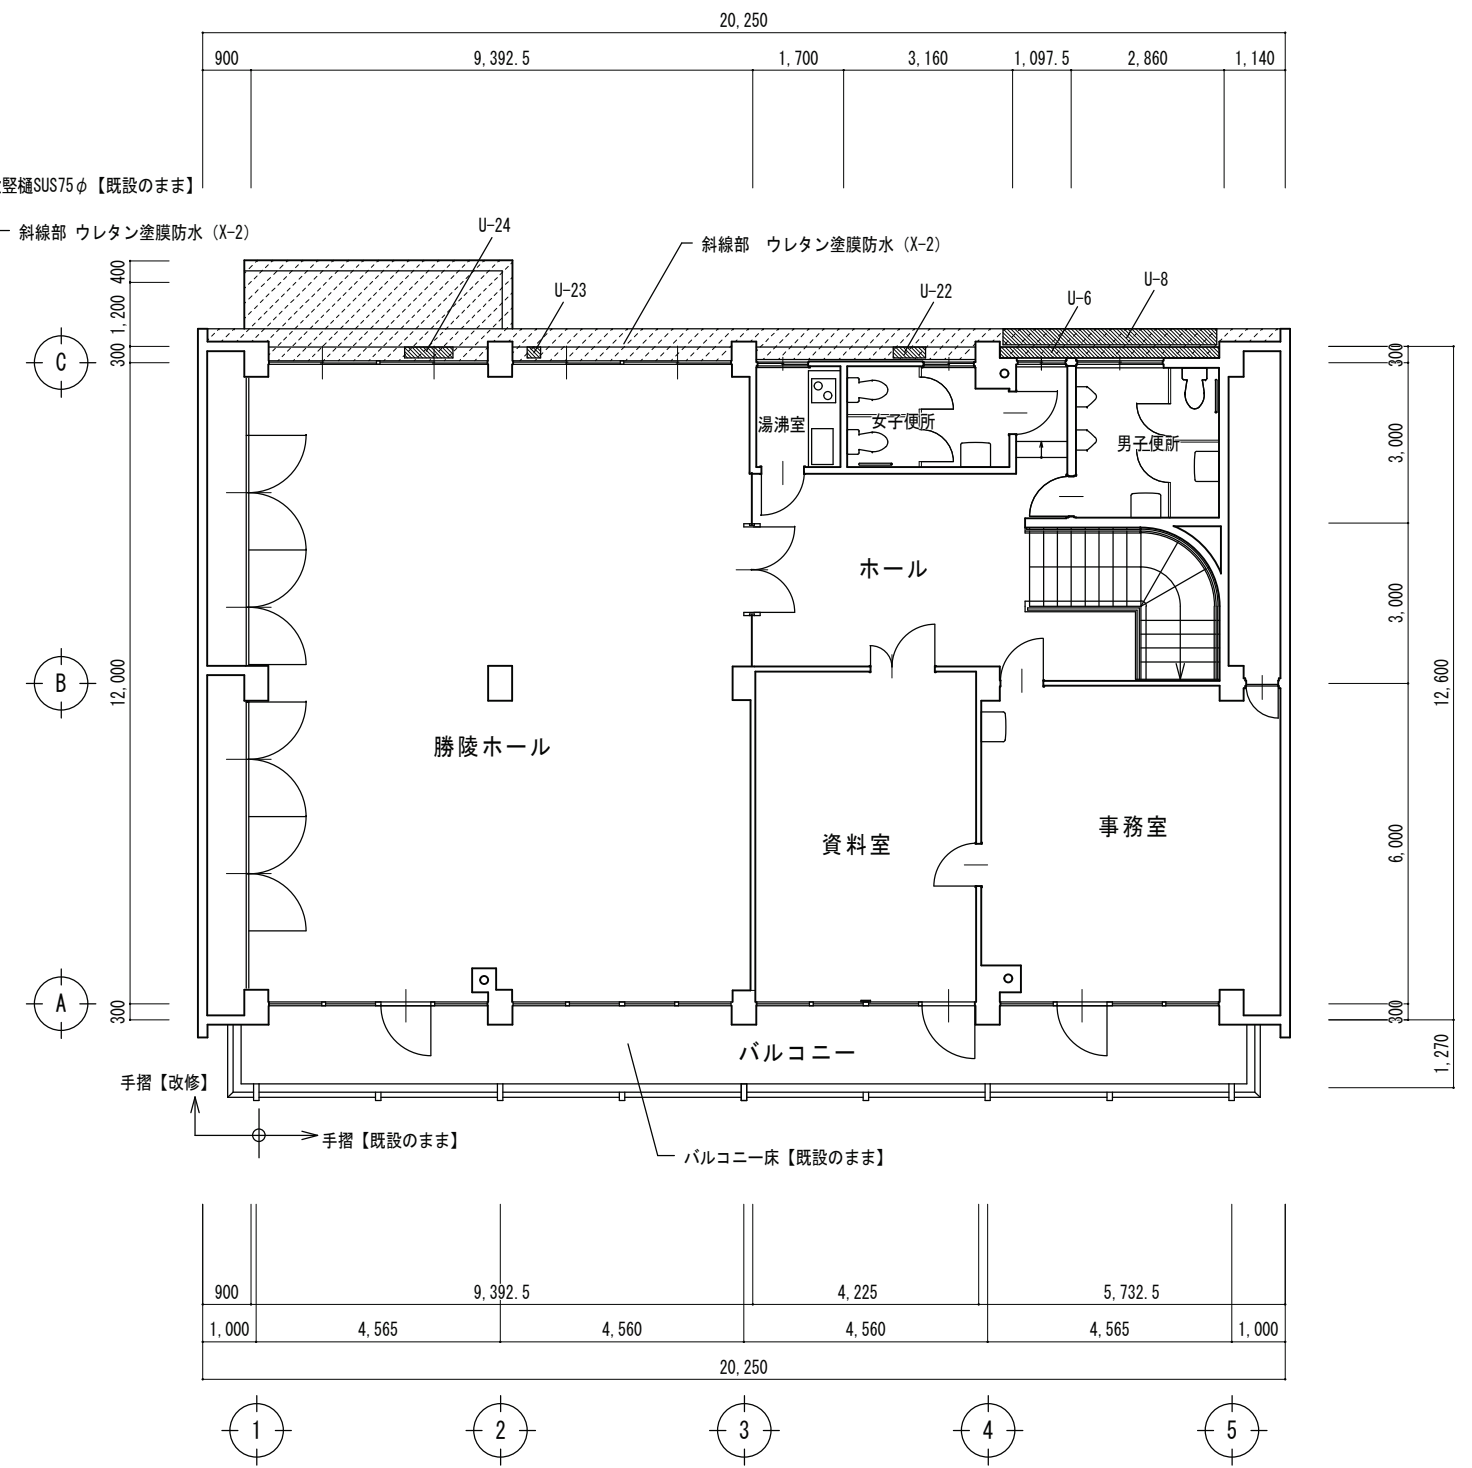 20,250
900 9,392.5 1,700 3,160 1,097.5 2,860 1,140
竪樋SUS75φ【既設のまま】
斜線部 ウレタン塗膜防水（X-2）
U-24
斜線部 ウレタン塗膜防水（X-2）
U-23
U-22
U-6
U-8
400
1,200
300
C
300
湯沸室
女子便所
男子便所
3,000
ホール
3,000
B
12,000
12,600
勝陵ホール
資料室
事務室
6,000
A
300
300
バルコニー
1,270
手摺【改修】
手摺【既設のまま】
バルコニー床【既設のまま】
900 9,392.5 4,225 5,732.5
1,000 4,565 4,560 4,560 4,565 1,000
20,250
1 2 3 4 5